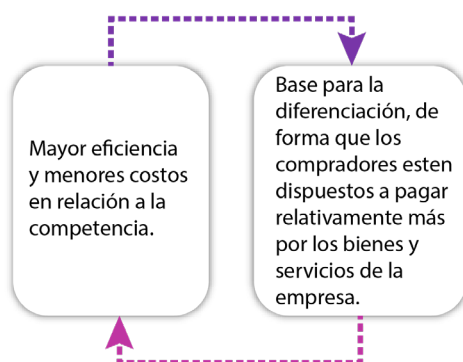 Mayor eficiencia
y menores costos
en relación a la
competencia.
Base para la
diferenciación, de
forma que los
compradores esten
dispuestos a pagar
relativamente más
por los bienes y
servicios de la
empresa.